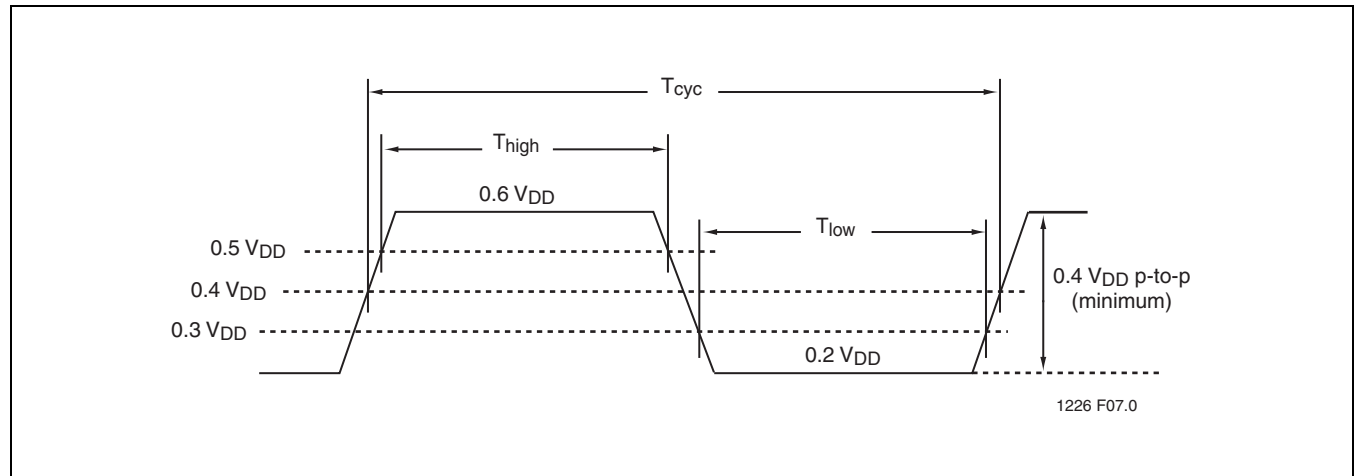 Tcyc
Thigh
0.6 VDD
Tlow
0.5 VDD
0.4 VDD
0.4 VDD p-to-p
(minimum)
0.3 VDD
0.2 VDD
1226 F07.0